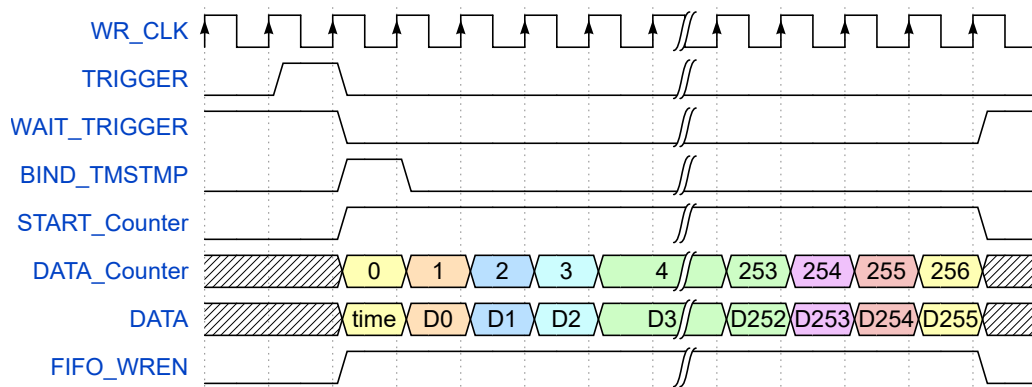 WR_CLK
TRIGGER
WAIT_TRIGGER
BIND_TMSTMP
START_Counter
DATA_Counter 0 1 2 3 4 253 254 255 256
DATA time D0 D1 D2 D3 D252 D253 D254 D255
FIFO_WREN